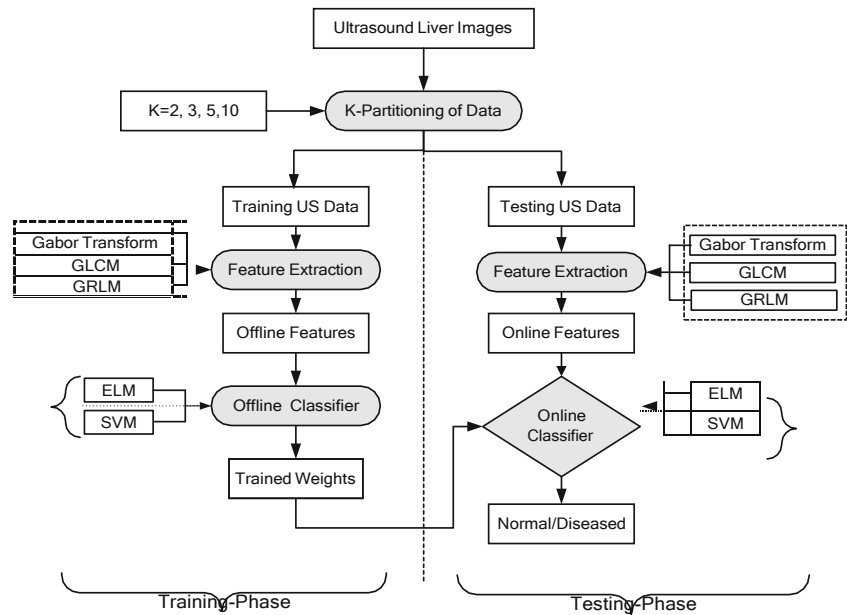 Ultrasound Liver Images
K=2, 3, 5,10
K-Partitioning of Data
Training US Data
Testing US Data
Gabor Transform
GLCM
GRLM
Feature Extraction
Feature Extraction
Gabor Transform
GLCM
GRLM
Offline Features
Online Features
ELM
SVM
Offline Classifier
Online
Classifier
ELM
SVM
Trained Weights
Normal/Diseased
Training-Phase
Testing-Phase